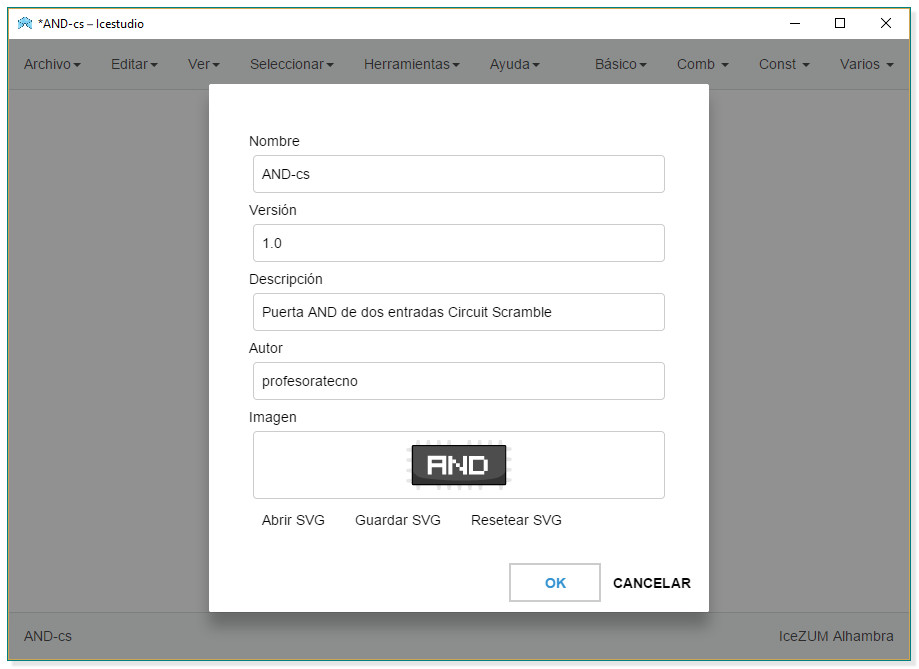 *AND-cs – Icestudio
Archivo Editar Ver Seleccionar Herramientas Ayuda Básico Comb Const Varios
Nombre
AND-cs
Versión
1.0
Descripción
Puerta AND de dos entradas Circuit Scramble
Autor
profesoratecno
Imagen
AND
Abrir SVG Guardar SVG Resetear SVG
OK CANCELAR
AND-cs IceZUM Alhambra